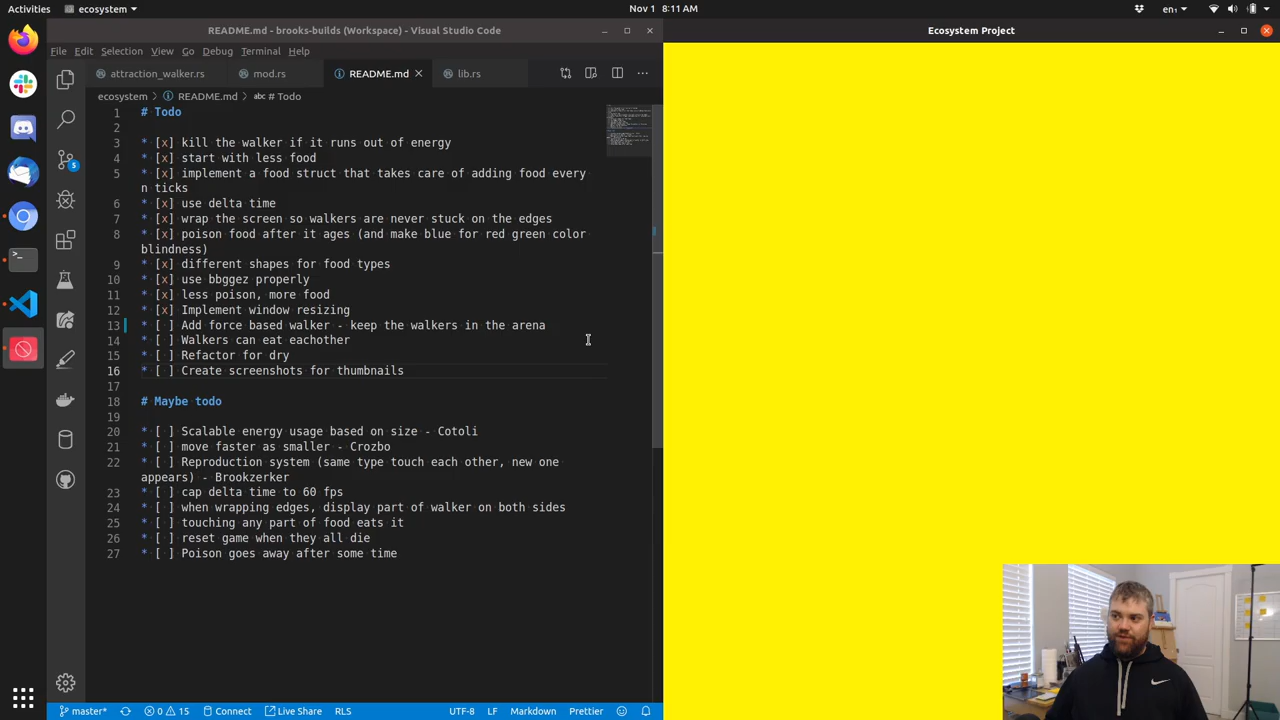 Activities
ecosystem
Nov 1 8:11 AM
en₁
README.md - brooks-builds (Workspace) - Visual Studio Code
Ecosystem Project
File Edit Selection View Go Debug Terminal Help
attraction_walker.rs
mod.rs
README.md
lib.rs
ecosystem > README.md > # Todo
1 # Todo
2
3 * [x] kill the walker if it runs out of energy
4 * [x] start with less food
5 * [x] implement a food struct that takes care of adding food every
n ticks
6 * [x] use delta time
7 * [x] wrap the screen so walkers are never stuck on the edges
8 * [x] poison food after it ages (and make blue for red green color
blindness)
9 * [x] different shapes for food types
10 * [x] use bbggez properly
11 * [x] less poison, more food
12 * [x] Implement window resizing
13 * [ ] Add force based walker - keep the walkers in the arena
14 * [ ] Walkers can eat eachother
15 * [ ] Refactor for dry
16 * [ ] Create screenshots for thumbnails
17
18 # Maybe todo
19
20 * [ ] Scalable energy usage based on size - Cotoli
21 * [ ] move faster as smaller - Crozbo
22 * [ ] Reproduction system (same type touch each other, new one
appears) - Brookzerker
23 * [ ] cap delta time to 60 fps
24 * [ ] when wrapping edges, display part of walker on both sides
25 * [ ] touching any part of food eats it
26 * [ ] reset game when they all die
27 * [ ] Poison goes away after some time
5
master*
0
15
Connect
Live Share
RLS
UTF-8
LF
Markdown
Prettier